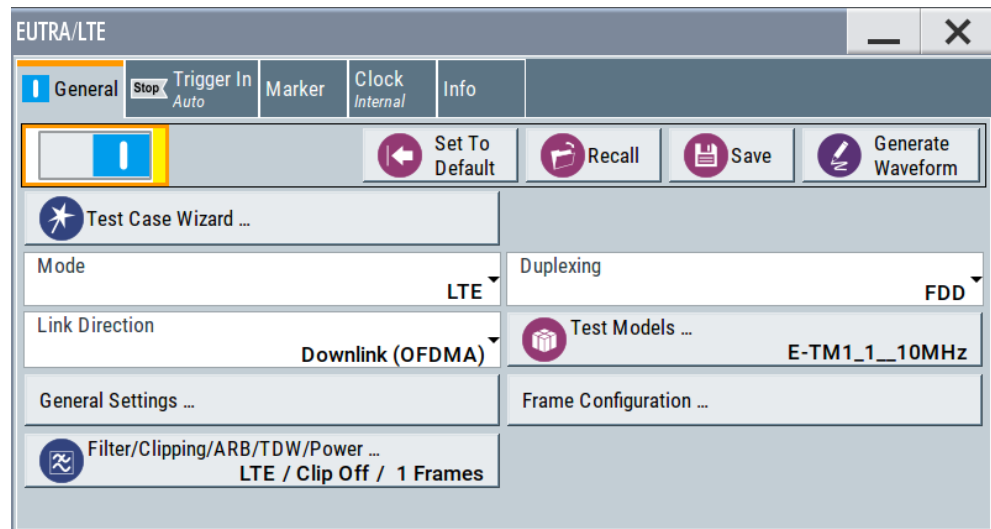 EUTRA/LTE
General
Stop
Trigger In
Auto
Marker
Clock
Internal
Info
Set To
Default
Recall
Save
Generate
Waveform
Test Case Wizard ...
Mode
LTE
Duplexing
FDD
Link Direction
Downlink (OFDMA)
Test Models ...
E-TM1_1__10MHz
General Settings ...
Frame Configuration ...
Filter/Clipping/ARB/TDW/Power ...
LTE / Clip Off / 1 Frames